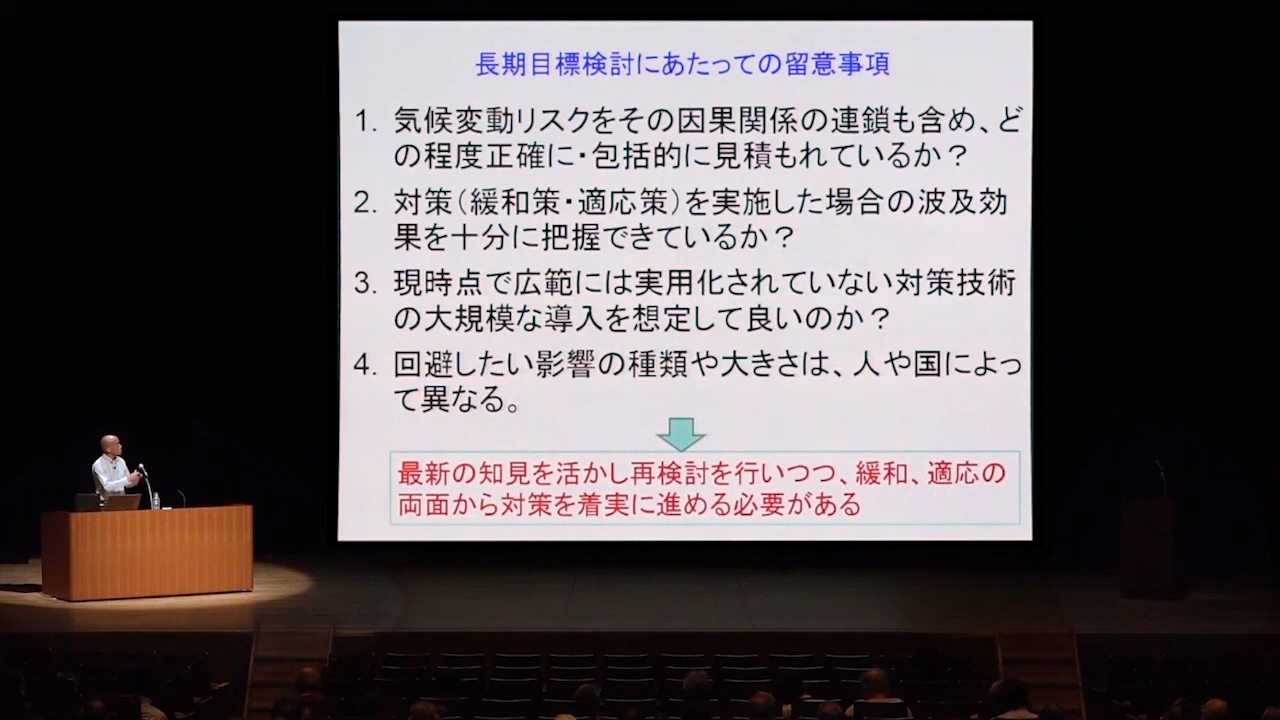 長期目標検討にあたっての留意事項
1. 気候変動リスクをその因果関係の連鎖も含め、ど
の程度正確に・包括的に見積もれているか？
2. 対策（緩和策・適応策）を実施した場合の波及効
果を十分に把握できているか？
3. 現時点で広範には実用化されていない対策技術
の大規模な導入を想定して良いのか？
4. 回避したい影響の種類や大きさは、人や国によっ
て異なる。
最新の知見を活かし再検討を行いつつ、緩和、適応の
両面から対策を着実に進める必要がある